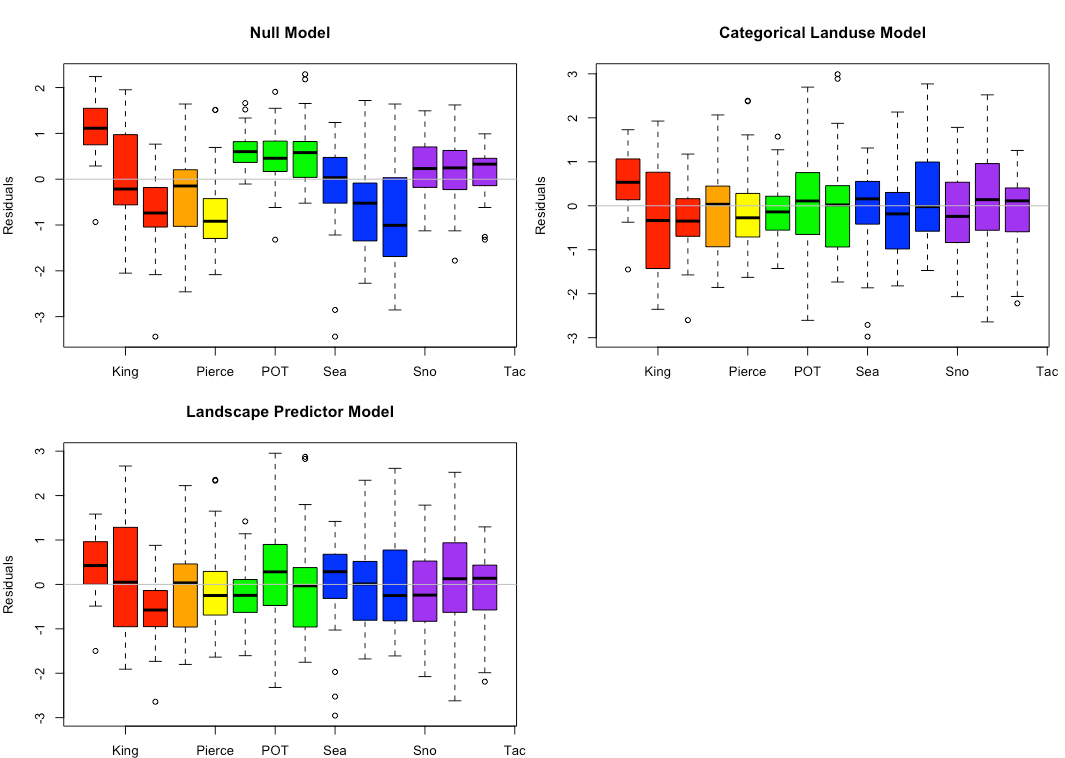 Null Model
Residuals
2
1
0
-1
-2
-3
King Pierce POT Sea Sno Tac
Categorical Landuse Model
Residuals
3
2
1
0
-1
-2
-3
King Pierce POT Sea Sno Tac
Landscape Predictor Model
Residuals
3
2
1
0
-1
-2
-3
King Pierce POT Sea Sno Tac